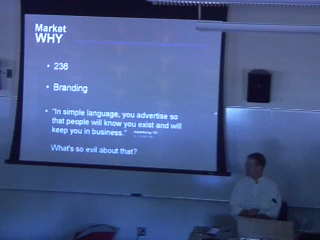 Market
WHY
• 236
• Branding
• "In simple language, you advertise so
that people will know you exist and will
keep you in business."
What's so evil about that?